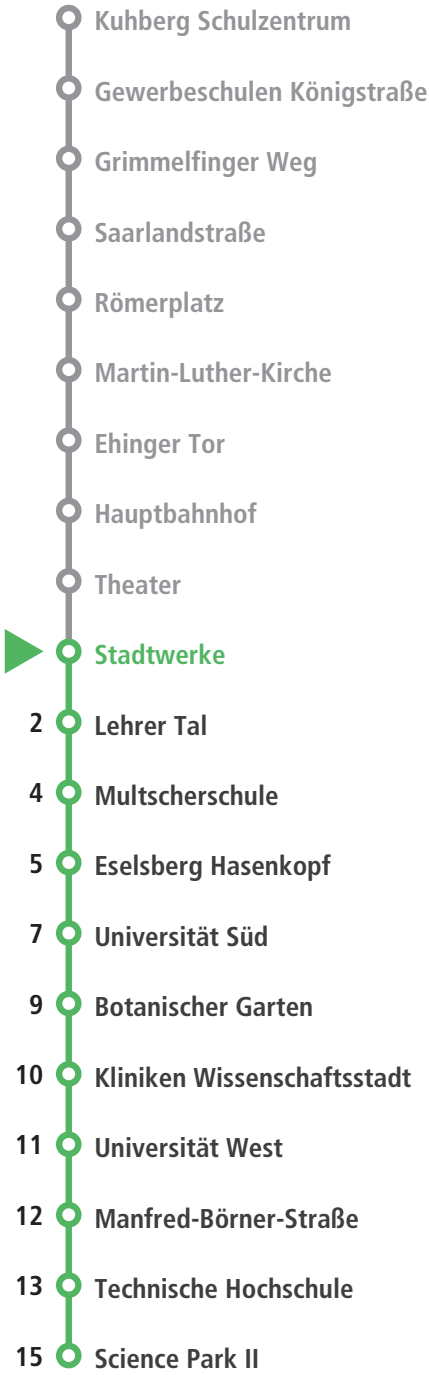 Kuhberg Schulzentrum
Gewerbeschulen Königstraße
Grimmelfinger Weg
Saarlandstraße
Römerplatz
Martin-Luther-Kirche
Ehinger Tor
Hauptbahnhof
Theater
Stadtwerke
2 Lehrer Tal
4 Multscherschule
5 Eselsberg Hasenkopf
7 Universität Süd
9 Botanischer Garten
10 Kliniken Wissenschaftsstadt
11 Universität West
12 Manfred-Börner-Straße
13 Technische Hochschule
15 Science Park II